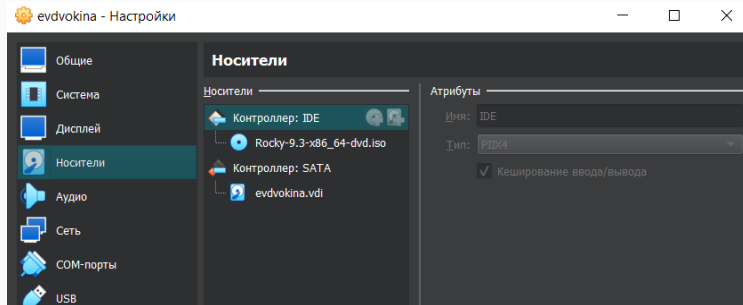 evdvokina - Настройки
Общие
Система
Дисплей
Носители
Аудио
Сеть
COM-порты
USB
Носители
Носители
Контроллер: IDE
Rocky-9.3-x86_64-dvd.iso
Контроллер: SATA
evdvokina.vdi
Атрибуты
Имя: IDE
Тип: PIIX4
Кеширование ввода/вывода